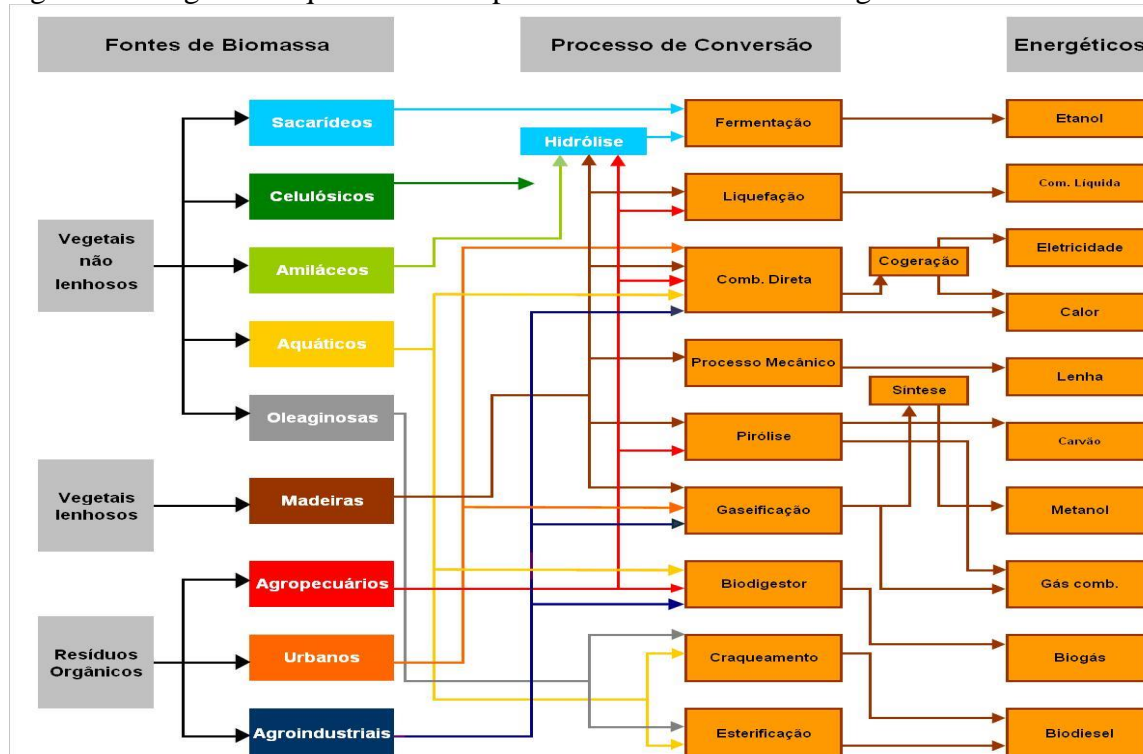 Fontes de Biomassa
Processo de Conversão
Energéticos
Sacarídeos
Fermentação
Etanol
Hidrólise
Celulósicos
Liquefação
Com. Líquida
Vegetais
não
lenhosos
Amiláceos
Comb. Direta
Cogeração
Eletricidade
Calor
Aquáticos
Processo Mecânico
Lenha
Síntese
Oleaginosas
Pirólise
Carvão
Vegetais
lenhosos
Madeiras
Gaseificação
Metanol
Agropecuários
Biodigestor
Gás comb.
Resíduos
Orgânicos
Urbanos
Craqueamento
Biogás
Agroindustriais
Esterificação
Biodiesel